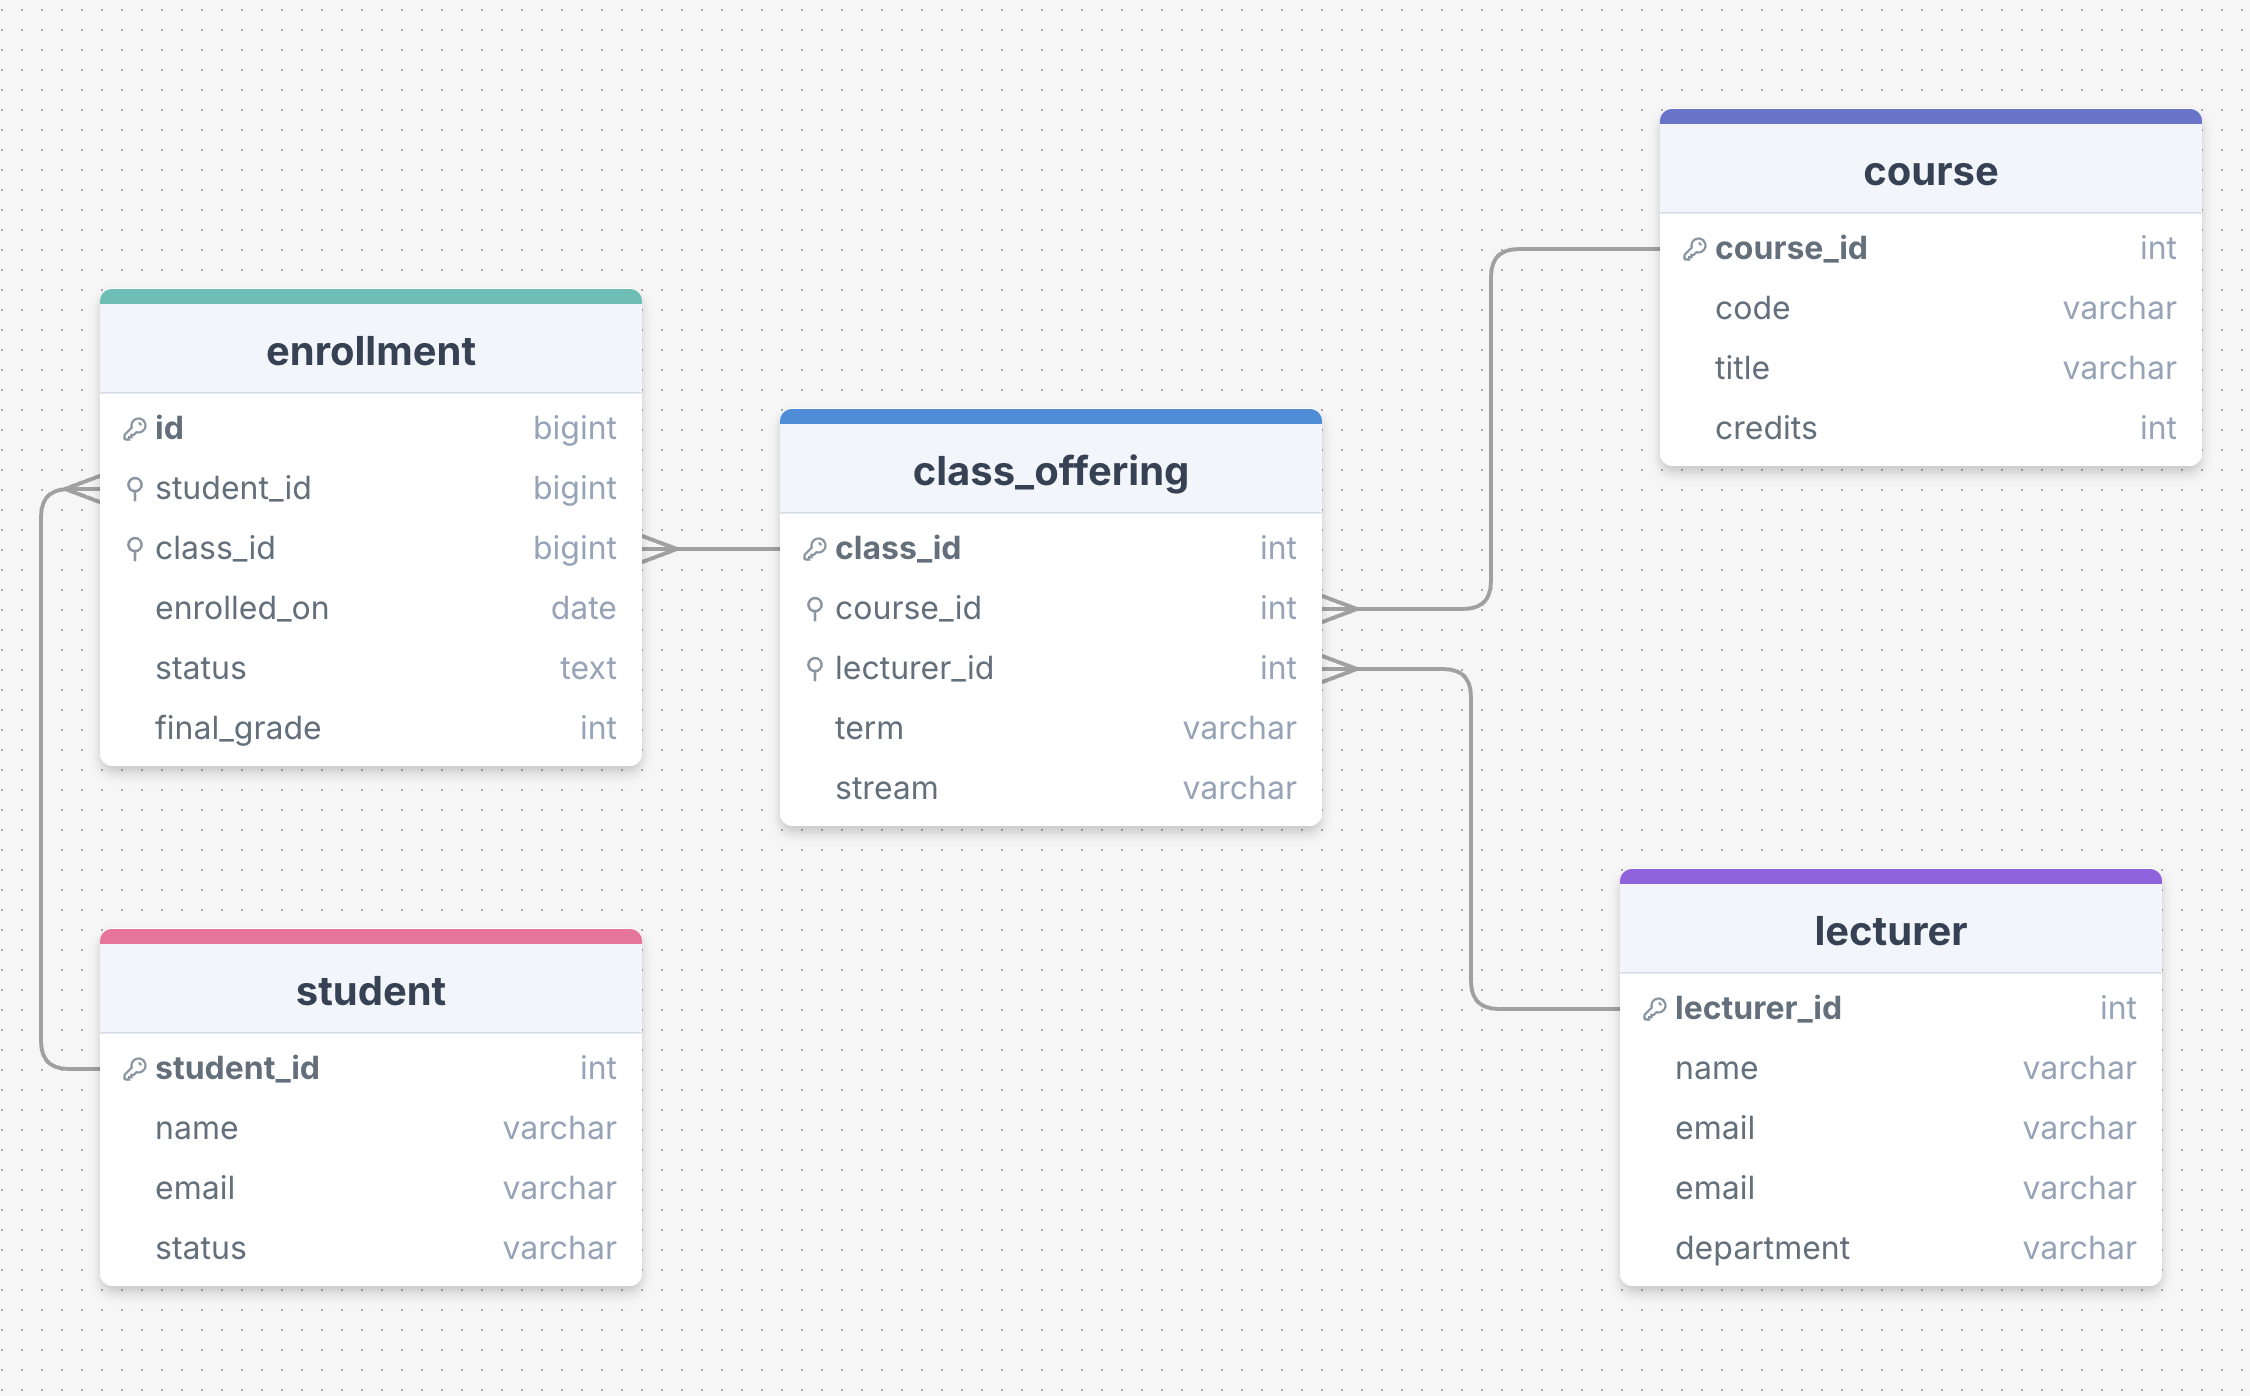 enrollment
id bigint
student_id bigint
class_id bigint
enrolled_on date
status text
final_grade int
student
student_id int
name varchar
email varchar
status varchar
class_offering
class_id int
course_id int
lecturer_id int
term varchar
stream varchar
course
course_id int
code varchar
title varchar
credits int
lecturer
lecturer_id int
name varchar
email varchar
email varchar
department varchar